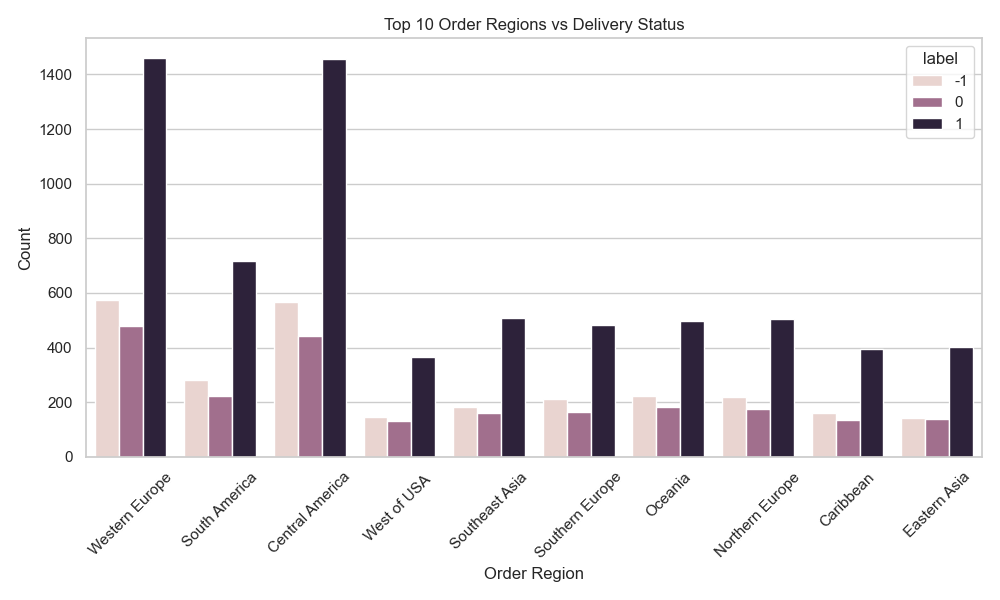 Top 10 Order Regions vs Delivery Status
label
-1
0
1
Count
1400
1200
1000
800
600
400
200
0
Western Europe
South America
Central America
West of USA
Southeast Asia
Southern Europe
Oceania
Northern Europe
Caribbean
Eastern Asia
Order Region